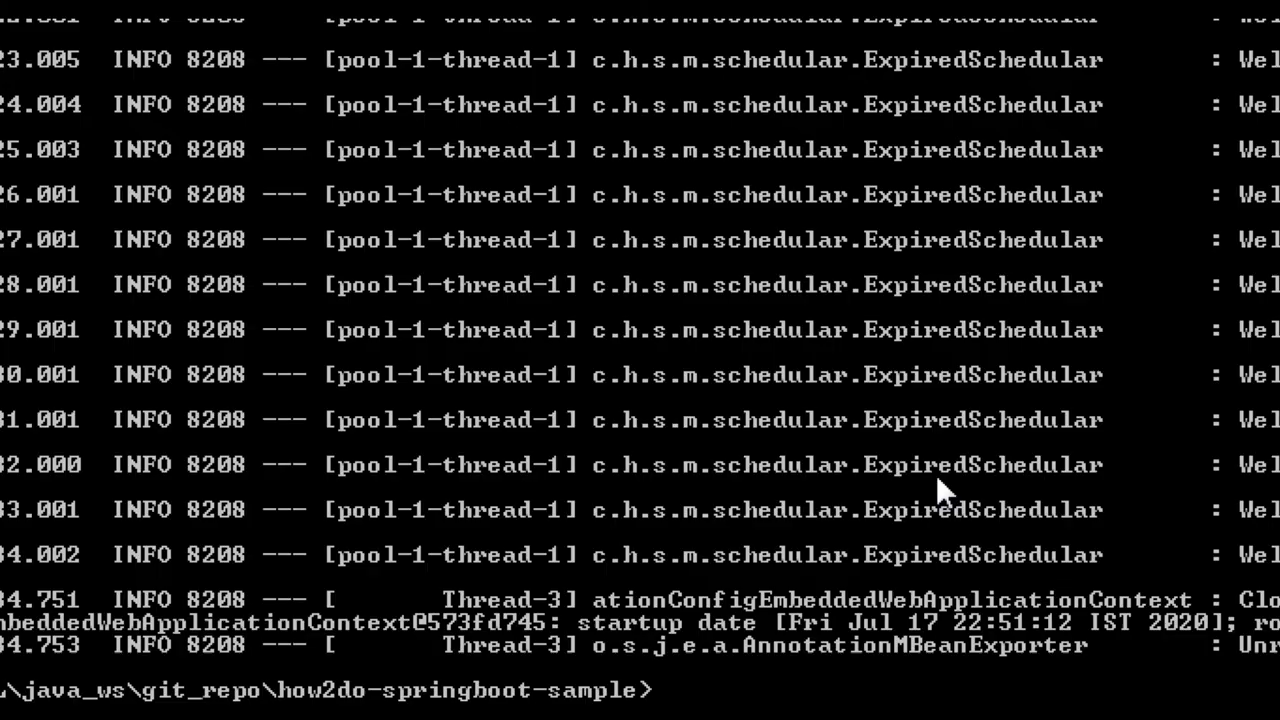 23.005 INFO 8208 --- [pool-1-thread-1] c.h.s.m.schedular.ExpiredSchedular : Wel
24.004 INFO 8208 --- [pool-1-thread-1] c.h.s.m.schedular.ExpiredSchedular : Wel
25.003 INFO 8208 --- [pool-1-thread-1] c.h.s.m.schedular.ExpiredSchedular : Wel
26.001 INFO 8208 --- [pool-1-thread-1] c.h.s.m.schedular.ExpiredSchedular : Wel
27.001 INFO 8208 --- [pool-1-thread-1] c.h.s.m.schedular.ExpiredSchedular : Wel
28.001 INFO 8208 --- [pool-1-thread-1] c.h.s.m.schedular.ExpiredSchedular : Wel
29.001 INFO 8208 --- [pool-1-thread-1] c.h.s.m.schedular.ExpiredSchedular : Wel
30.001 INFO 8208 --- [pool-1-thread-1] c.h.s.m.schedular.ExpiredSchedular : Wel
31.001 INFO 8208 --- [pool-1-thread-1] c.h.s.m.schedular.ExpiredSchedular : Wel
32.000 INFO 8208 --- [pool-1-thread-1] c.h.s.m.schedular.ExpiredSchedular : Wel
33.001 INFO 8208 --- [pool-1-thread-1] c.h.s.m.schedular.ExpiredSchedular : Wel
34.002 INFO 8208 --- [pool-1-thread-1] c.h.s.m.schedular.ExpiredSchedular : Wel
34.751 INFO 8208 --- [ Thread-3] ationConfigEmbeddedWebApplicationContext : Clo
mbeddedWebApplicationContext@573fd745: startup date [Fri Jul 17 22:51:12 IST 2020]; ro
34.753 INFO 8208 --- [ Thread-3] o.s.j.e.a.AnnotationMBeanExporter : Unr
\java_ws\git_repo\how2do-springboot-sample>